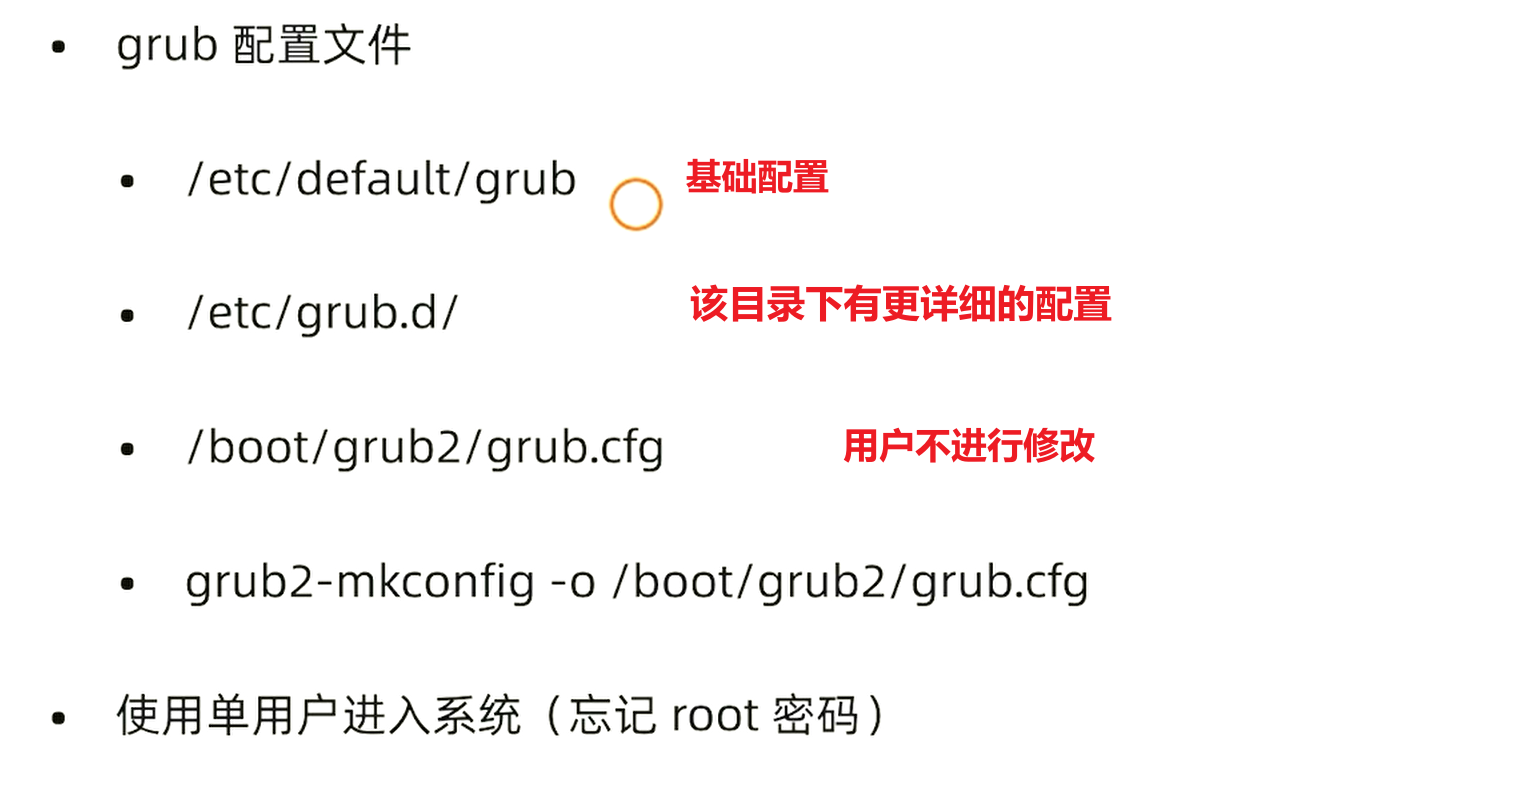 • grub 配置文件
• /etc/default/grub 基础配置
• /etc/grub.d/ 该目录下有更详细的配置
• /boot/grub2/grub.cfg 用户不进行修改
• grub2-mkconfig -o /boot/grub2/grub.cfg
• 使用单用户进入系统（忘记 root 密码）